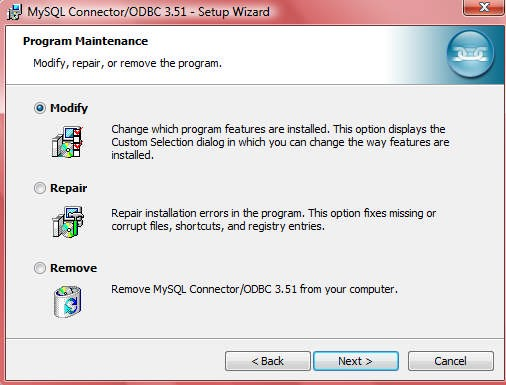 MySQL Connector/ODBC 3.51 - Setup Wizard
Program Maintenance
Modify, repair, or remove the program.
Modify
Change which program features are installed. This option displays the
Custom Selection dialog in which you can change the way features are
installed.
Repair
Repair installation errors in the program. This option fixes missing or
corrupt files, shortcuts, and registry entries.
Remove
Remove MySQL Connector/ODBC 3.51 from your computer.
< Back
Next >
Cancel